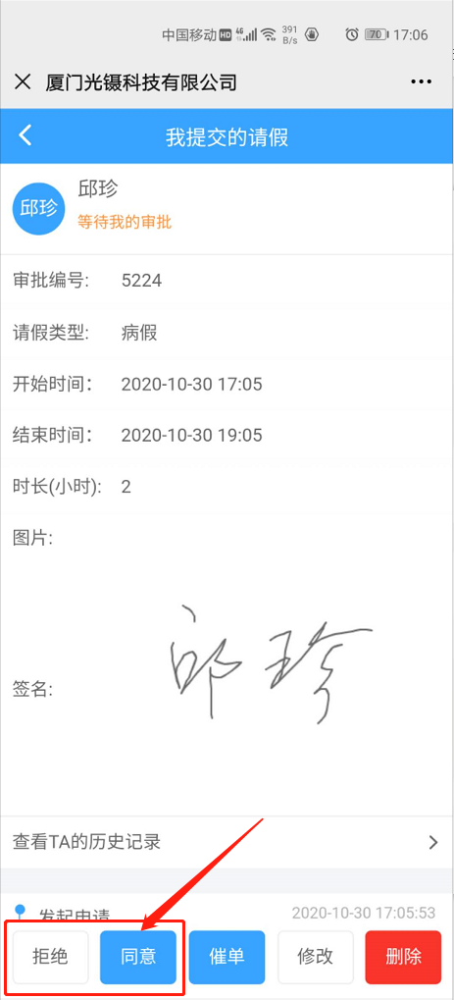 中国移动 HD 4G 391 B/s 70 17:06
厦门光镊科技有限公司
我提交的请假
邱珍
邱珍
等待我的审批
审批编号: 5224
请假类型: 病假
开始时间: 2020-10-30 17:05
结束时间: 2020-10-30 19:05
时长(小时): 2
图片:
签名: 邱珍
查看TA的历史记录
发起申请 2020-10-30 17:05:53
拒绝 同意 催单 修改 删除